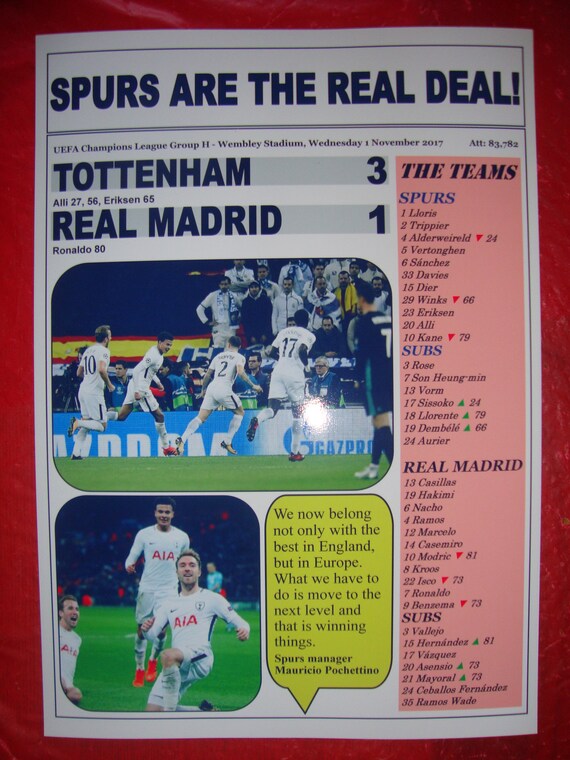 SPURS ARE THE REAL DEAL!
UEFA Champions League Group H - Wembley Stadium, Wednesday 1 November 2017 Att: 83,782
TOTTENHAM 3
Alli 27, 56, Eriksen 65
REAL MADRID 1
Ronaldo 80
10
2
17
7
GAZPR
AIA
AIA
AIA
We now belong
not only with the
best in England,
but in Europe.
What we have to
do is move to the
next level and
that is winning
things.
Spurs manager
Mauricio Pochettino
THE TEAMS
SPURS
1 Lloris
2 Trippier
4 Alderweireld ▼ 24
5 Vertonghen
6 Sánchez
33 Davies
15 Dier
29 Winks ▼ 66
23 Eriksen
20 Alli
10 Kane ▼ 79
SUBS
3 Rose
7 Son Heung-min
13 Vorm
17 Sissoko ▲ 24
18 Llorente ▲ 79
19 Dembélé ▲ 66
24 Aurier
REAL MADRID
13 Casillas
19 Hakimi
6 Nacho
4 Ramos
12 Marcelo
14 Casemiro
10 Modric ▼ 81
8 Kroos
22 Isco ▼ 73
7 Ronaldo
9 Benzema ▼ 73
SUBS
3 Vallejo
15 Hernández ▲ 81
17 Vázquez
20 Asensio ▲ 73
21 Mayoral ▲ 73
24 Ceballos Fernández
35 Ramos Wade